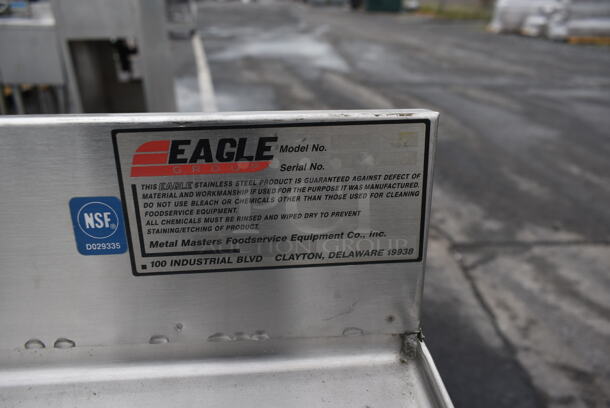 EAGLE
GROUP
Model No.
Serial No.
THIS EAGLE STAINLESS STEEL PRODUCT IS GUARANTEED AGAINST DEFECT OF
MATERIAL AND WORKMANSHIP IF USED FOR THE PURPOSE IT WAS MANUFACTURED.
DO NOT USE BLEACH OR CHEMICALS OTHER THAN THOSE USED FOR CLEANING
FOODSERVICE EQUIPMENT.
ALL CHEMICALS MUST BE RINSED AND WIPED DRY TO PREVENT
STAINING/ETCHING OF PRODUCT.
Metal Masters Foodservice Equipment Co., Inc.
100 INDUSTRIAL BLVD CLAYTON, DELAWARE 19938
NSF®
D029335
AUCTION GROUP